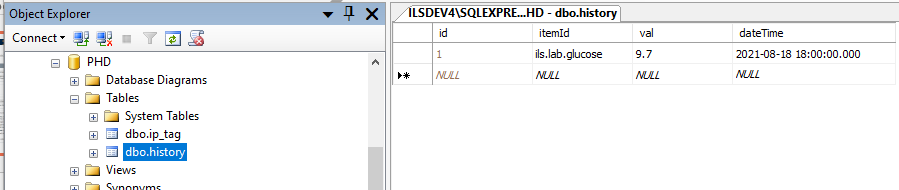 Object Explorer
Connect
PHD
Database Diagrams
Tables
System Tables
dbo.ip_tag
dbo.history
Views
Synonyms
ILSDEV4\SQLEXPRE...HD - dbo.history
id itemId val dateTime
1 ils.lab.glucose 9.7 2021-08-18 18:00:00.000
NULL NULL NULL NULL